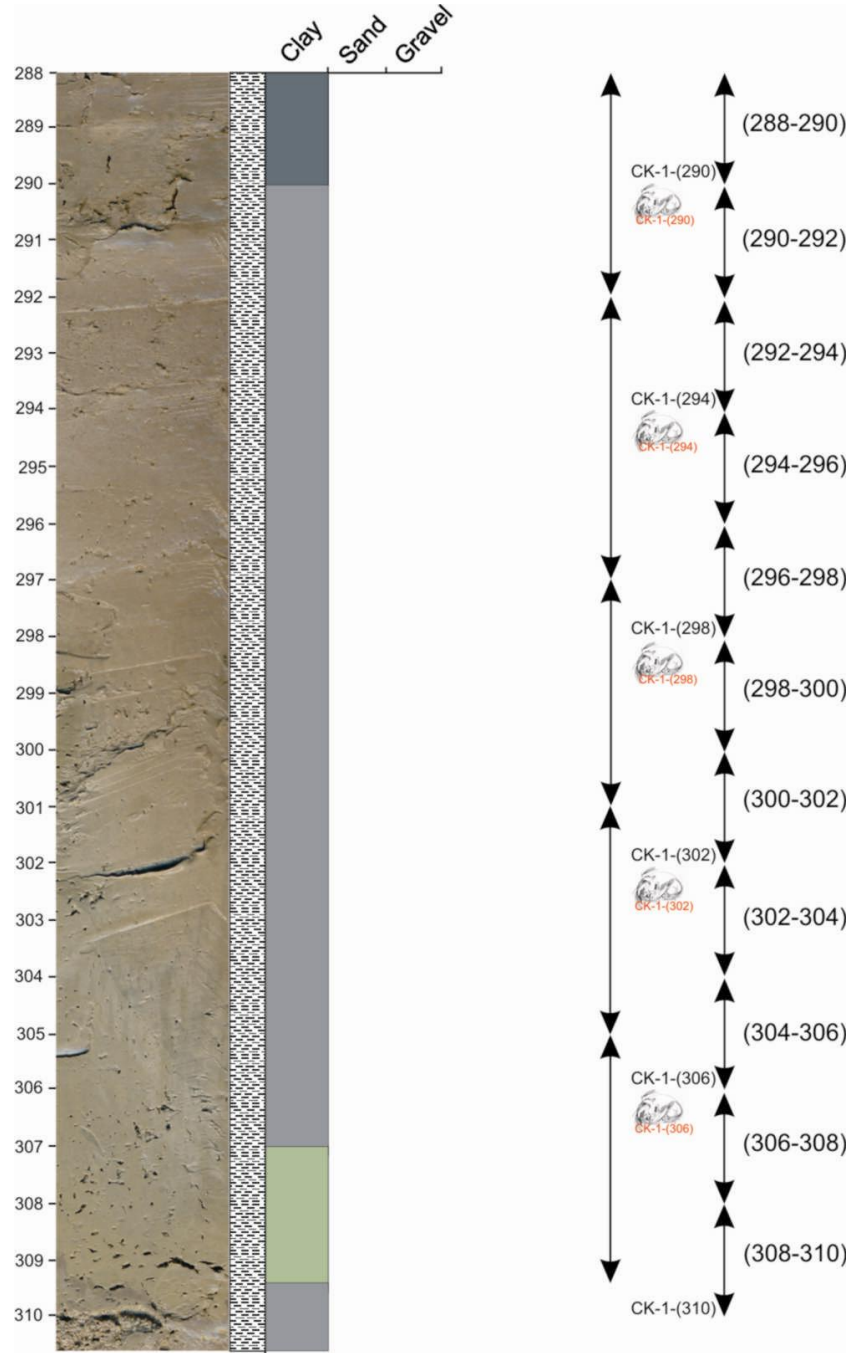 Clay Sand Gravel
288
289
290
291
292
293
294
295
296
297
298
299
300
301
302
303
304
305
306
307
308
309
310
CK-1-(290)
CK-1-(290)
CK-1-(294)
CK-1-(294)
CK-1-(298)
CK-1-(298)
CK-1-(302)
CK-1-(302)
CK-1-(306)
CK-1-(306)
CK-1-(310)
(288-290)
(290-292)
(292-294)
(294-296)
(296-298)
(298-300)
(300-302)
(302-304)
(304-306)
(306-308)
(308-310)